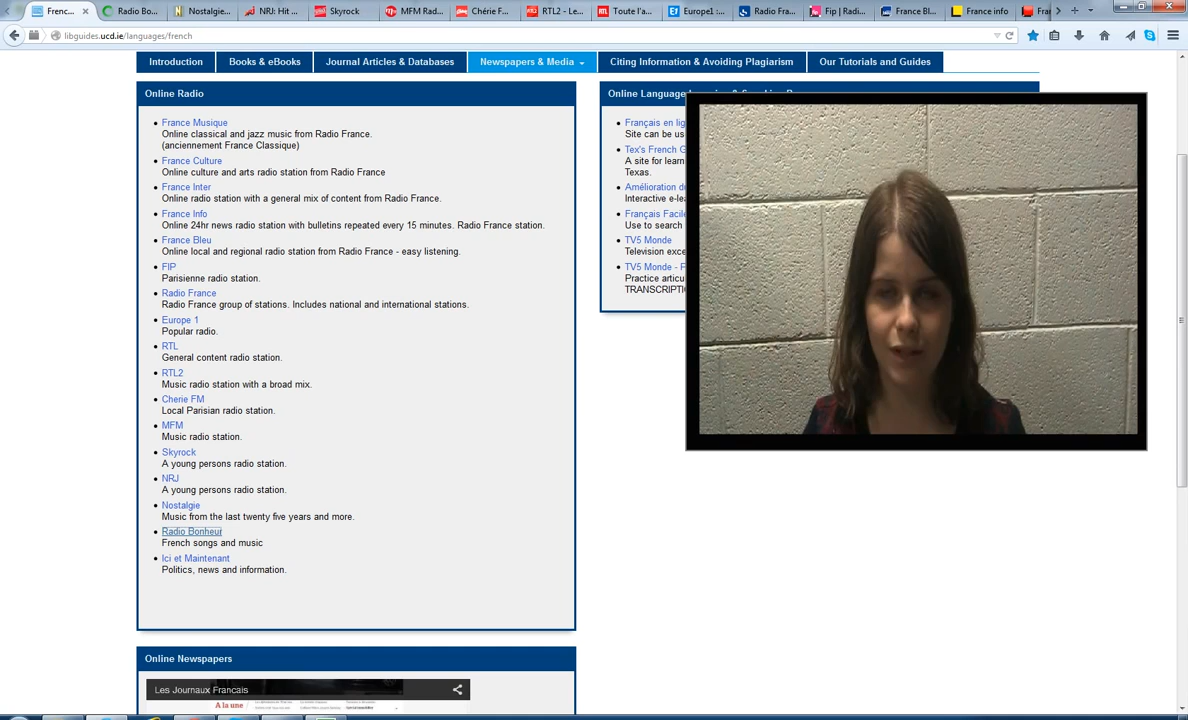 Frenc...
Radio Bo...
Nostalgie...
NRJ: Hit ...
Skyrock
MFM Rad...
Chérie F...
RTL2 - Le...
Toute l'a...
Europe1 :...
Radio Fra...
Fip | Radi...
France Bl...
France info
libguides.ucd.ie/languages/french
Introduction
Books & eBooks
Journal Articles & Databases
Newspapers & Media
Citing Information & Avoiding Plagiarism
Our Tutorials and Guides
Online Radio
France Musique
Online classical and jazz music from Radio France.
(anciennement France Classique)
France Culture
Online culture and arts radio station from Radio France
France Inter
Online radio station with a general mix of content from Radio France.
France Info
Online 24hr news radio station with bulletins repeated every 15 minutes. Radio France station.
France Bleu
Online local and regional radio station from Radio France - easy listening.
FIP
Parisienne radio station.
Radio France
Radio France group of stations. Includes national and international stations.
Europe 1
Popular radio.
RTL
General content radio station.
RTL2
Music radio station with a broad mix.
Cherie FM
Local Parisian radio station.
MFM
Music radio station.
Skyrock
A young persons radio station.
NRJ
A young persons radio station.
Nostalgie
Music from the last twenty five years and more.
Radio Bonheur
French songs and music
Ici et Maintenant
Politics, news and information.
Online Newspapers
Les Journaux Francais
A la une
Online Language
Français en lig
Site can be us
Tex's French G
A site for learn
Texas.
Amélioration d
Interactive e-lea
Français Facile
Use to search
TV5 Monde
Television exce
TV5 Monde - F
Practice articu
TRANSCRIPTI